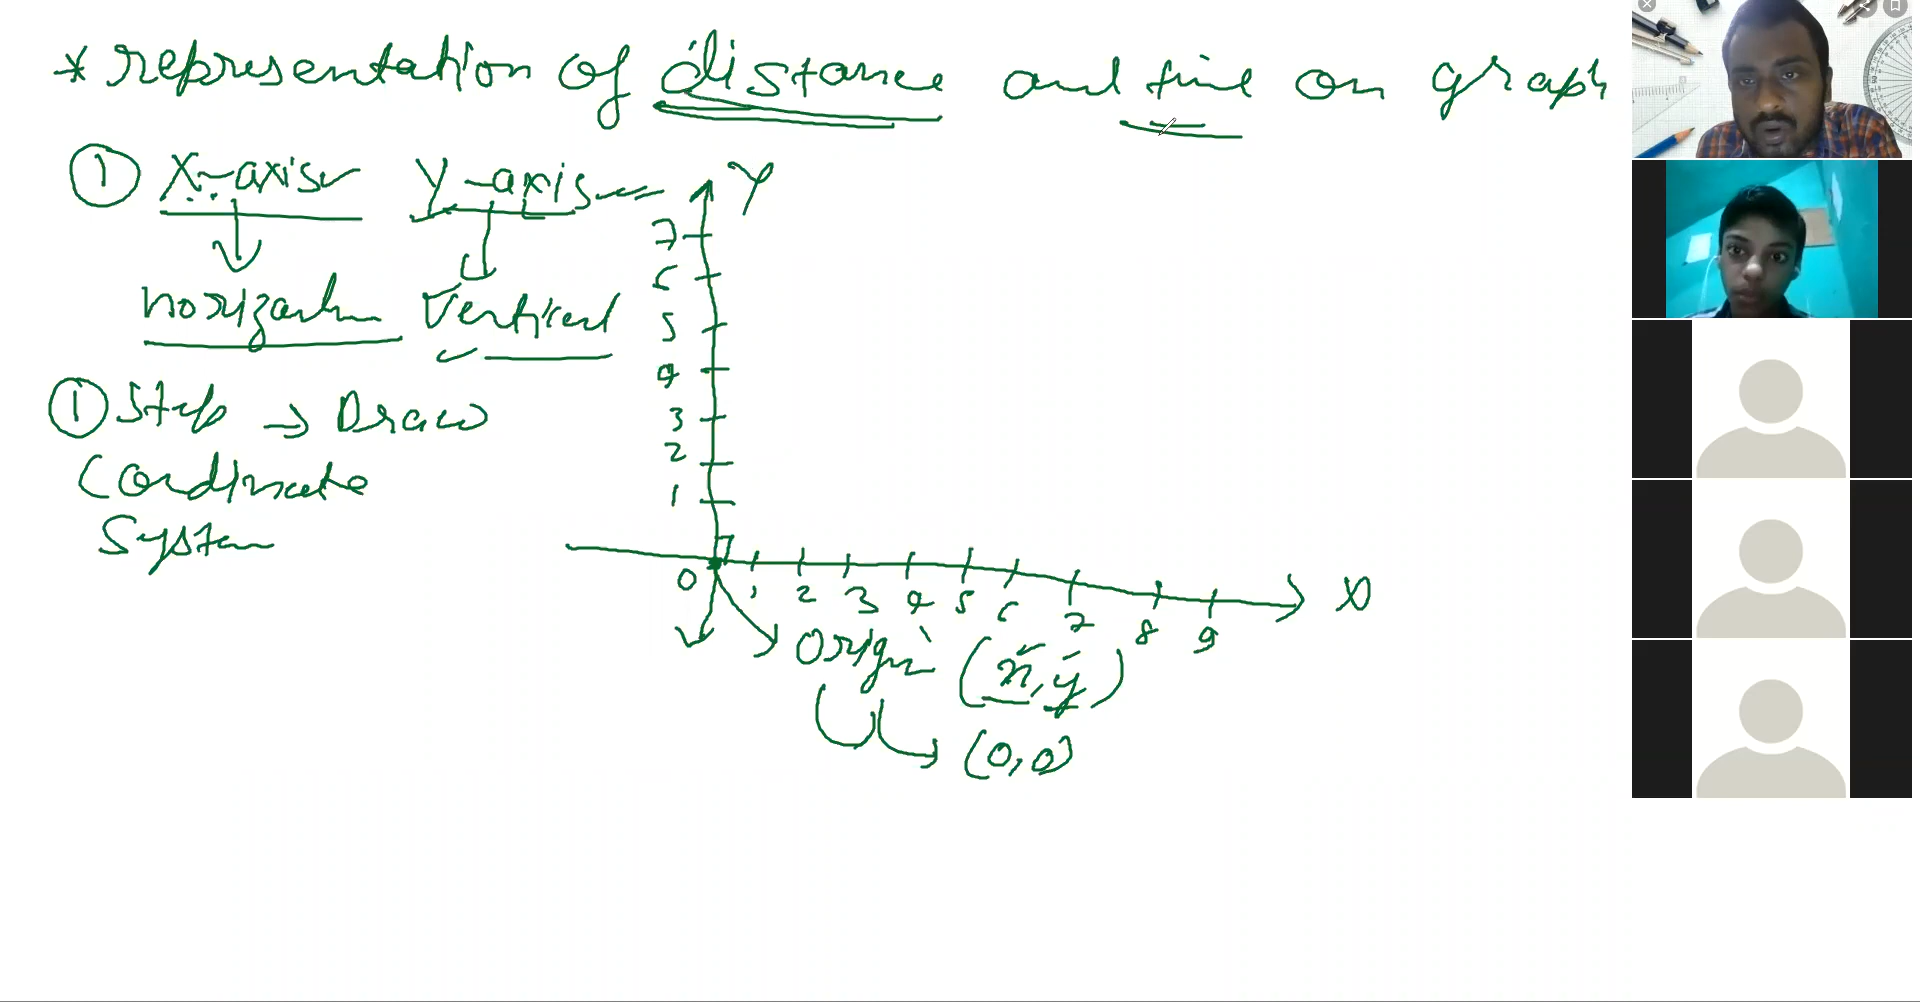 * representation of distance and time on graph
① X-axis Y-axis
horizontal Vertical
① Step → Draw
Coordinate
System
Y
7
6
5
4
3
2
1
0 1 2 3 4 5 6 7 8 9 X
Origin (x, y)
(0,0)